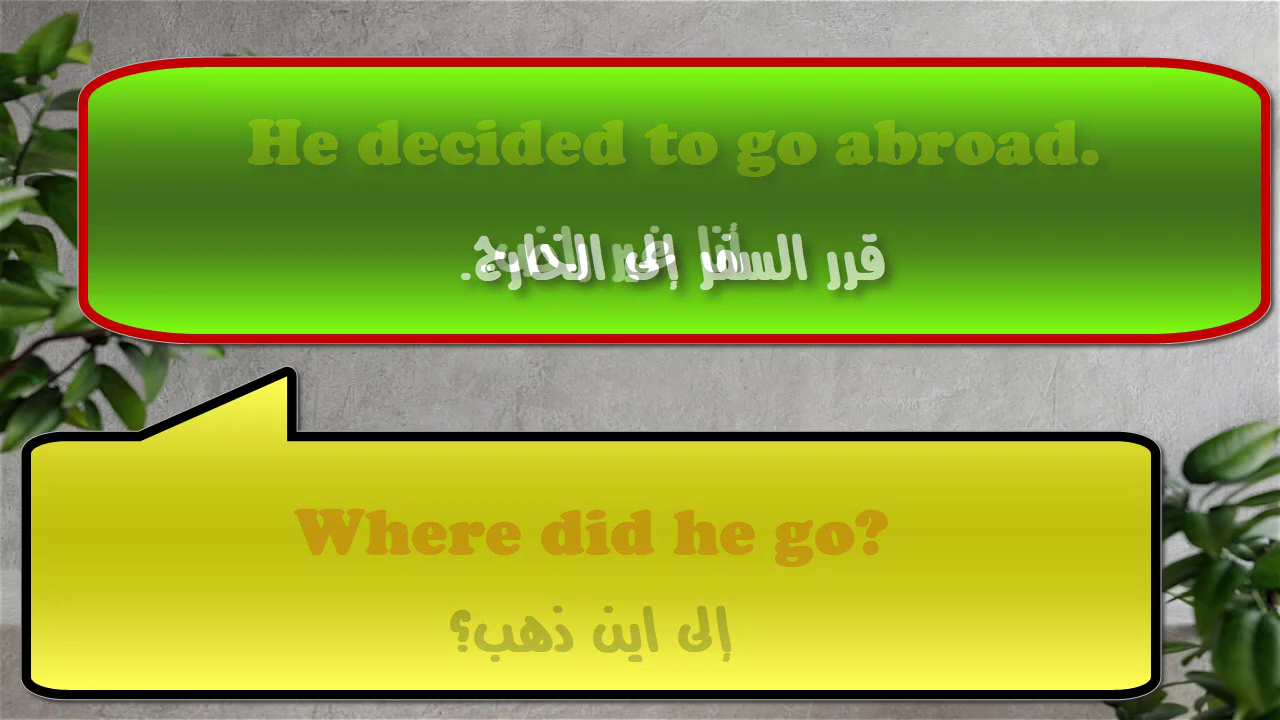 He decided to go abroad.
قرر السفر إلى الخارج.
Where did he go?
إلى اين ذهب؟